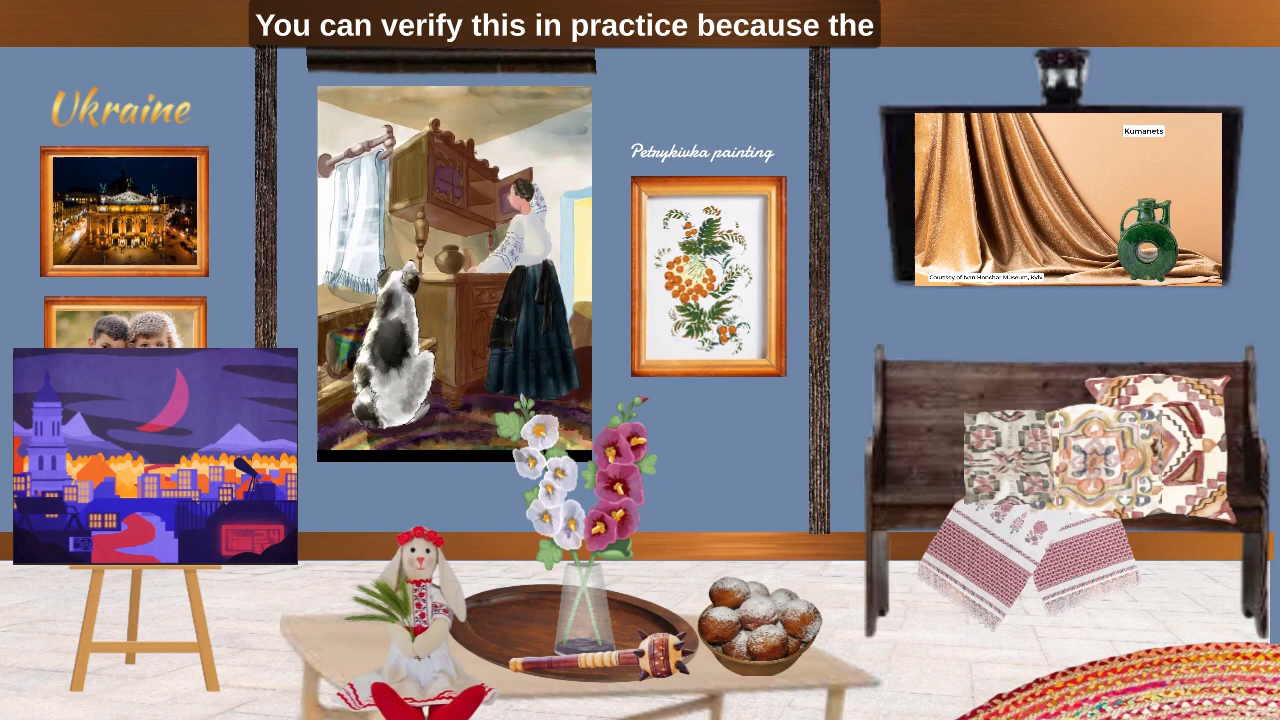 You can verify this in practice because the
Ukraine
Petrykivka painting
Kumanets
Courtesy of Ivan Honchar Museum, Kyiv